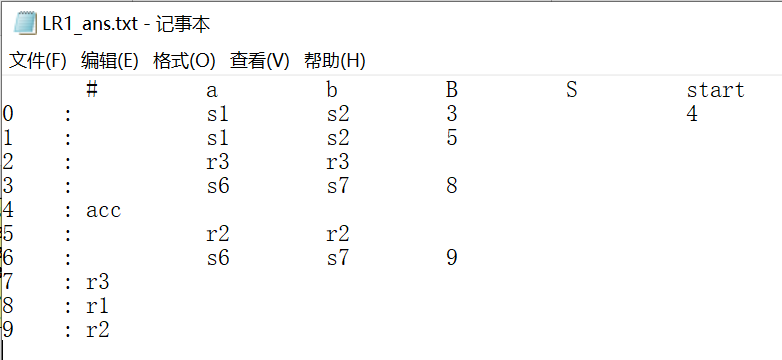 LR1_ans.txt - 记事本
文件(F) 编辑(E) 格式(O) 查看(V) 帮助(H)
# a b B S start
0 : s1 s2 3 4
1 : s1 s2 5
2 : r3 r3
3 : s6 s7 8
4 : acc
5 : r2 r2
6 : s6 s7 9
7 : r3
8 : r1
9 : r2